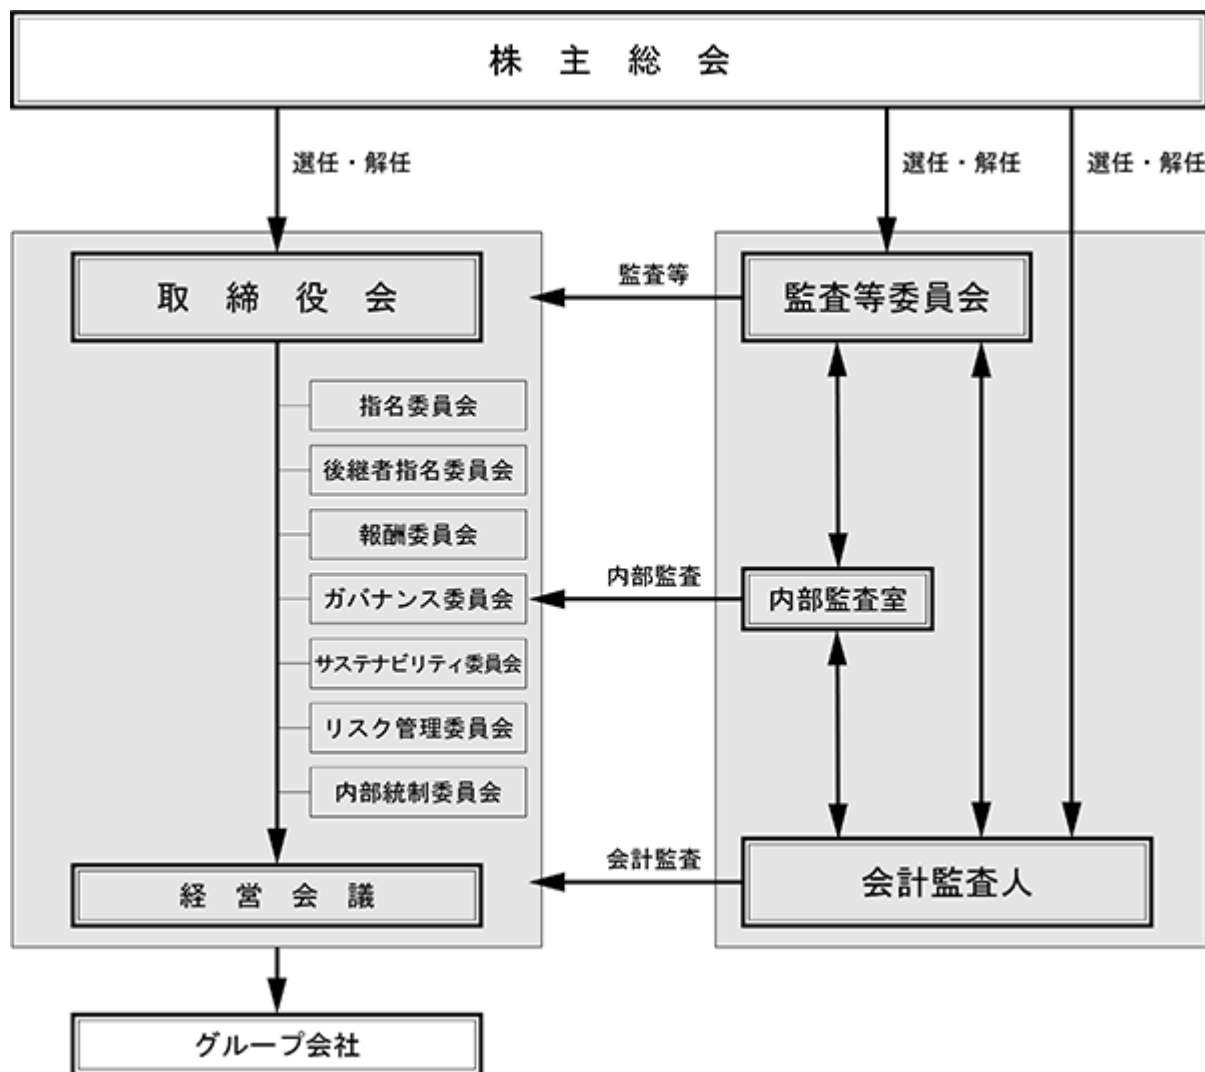 株主総会
選任・解任
選任・解任
選任・解任
取締役会
監査等
監査等委員会
指名委員会
後継者指名委員会
報酬委員会
内部監査
ガバナンス委員会
内部監査室
サステナビリティ委員会
リスク管理委員会
内部統制委員会
会計監査
経営会議
会計監査人
グループ会社